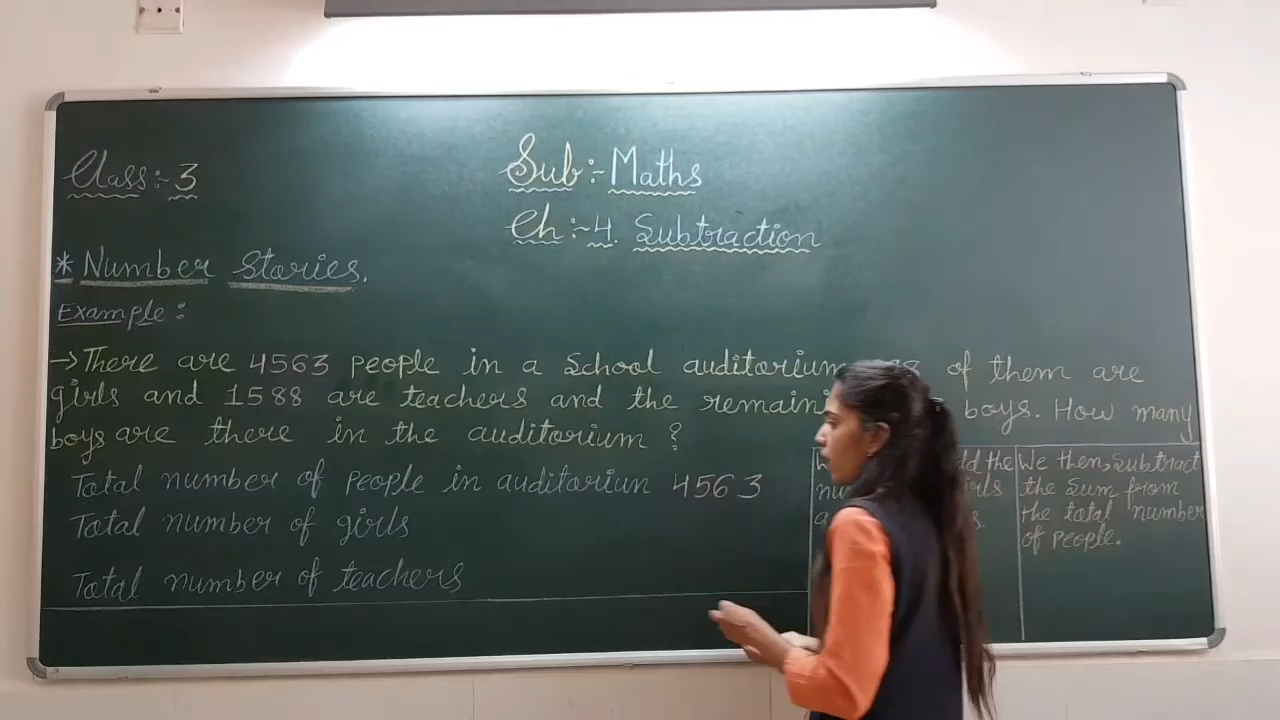 Class:- 3
Sub:- Maths
Ch:- 4. Subtraction
* Number Stories.
Example:
→ There are 4563 people in a School auditorium of them are
girls and 1588 are teachers and the boys. How many
boys are there in the auditorium?
Total number of people in auditoriun 4563
Total number of girls
Total number of teachers
the
We then, Subtract
the Sum from
the total number
of people.